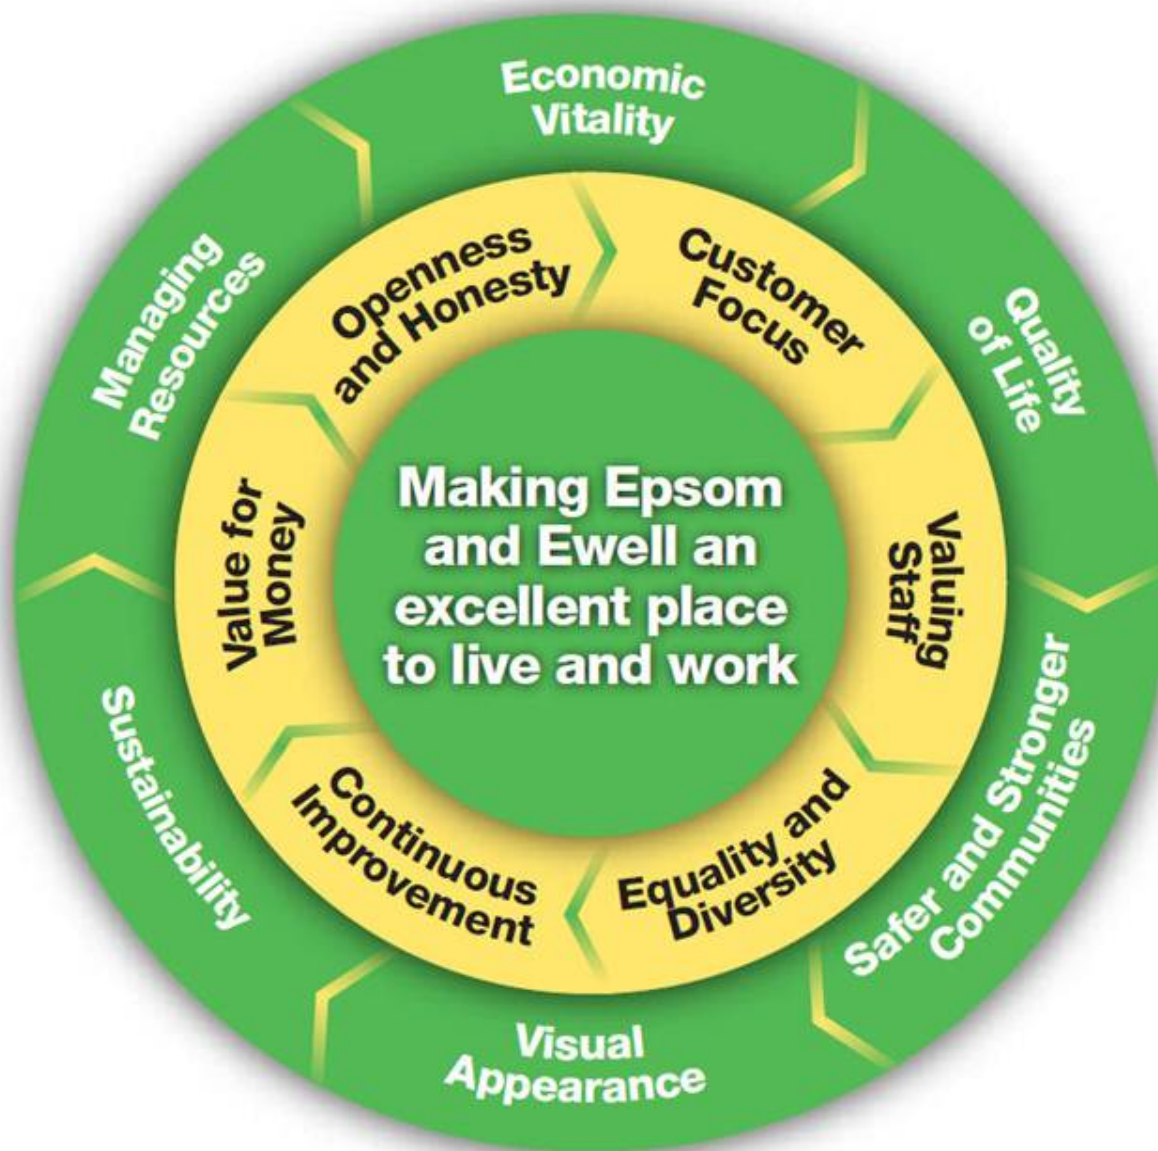 Economic
Vitality
Quality
of Life
Safer and Stronger
Communities
Visual
Appearance
Sustainability
Managing
Resources
Customer
Focus
Valuing
Staff
Equality and
Diversity
Continuous
Improvement
Value for
Money
Openness
and Honesty
Making Epsom
and Ewell an
excellent place
to live and work